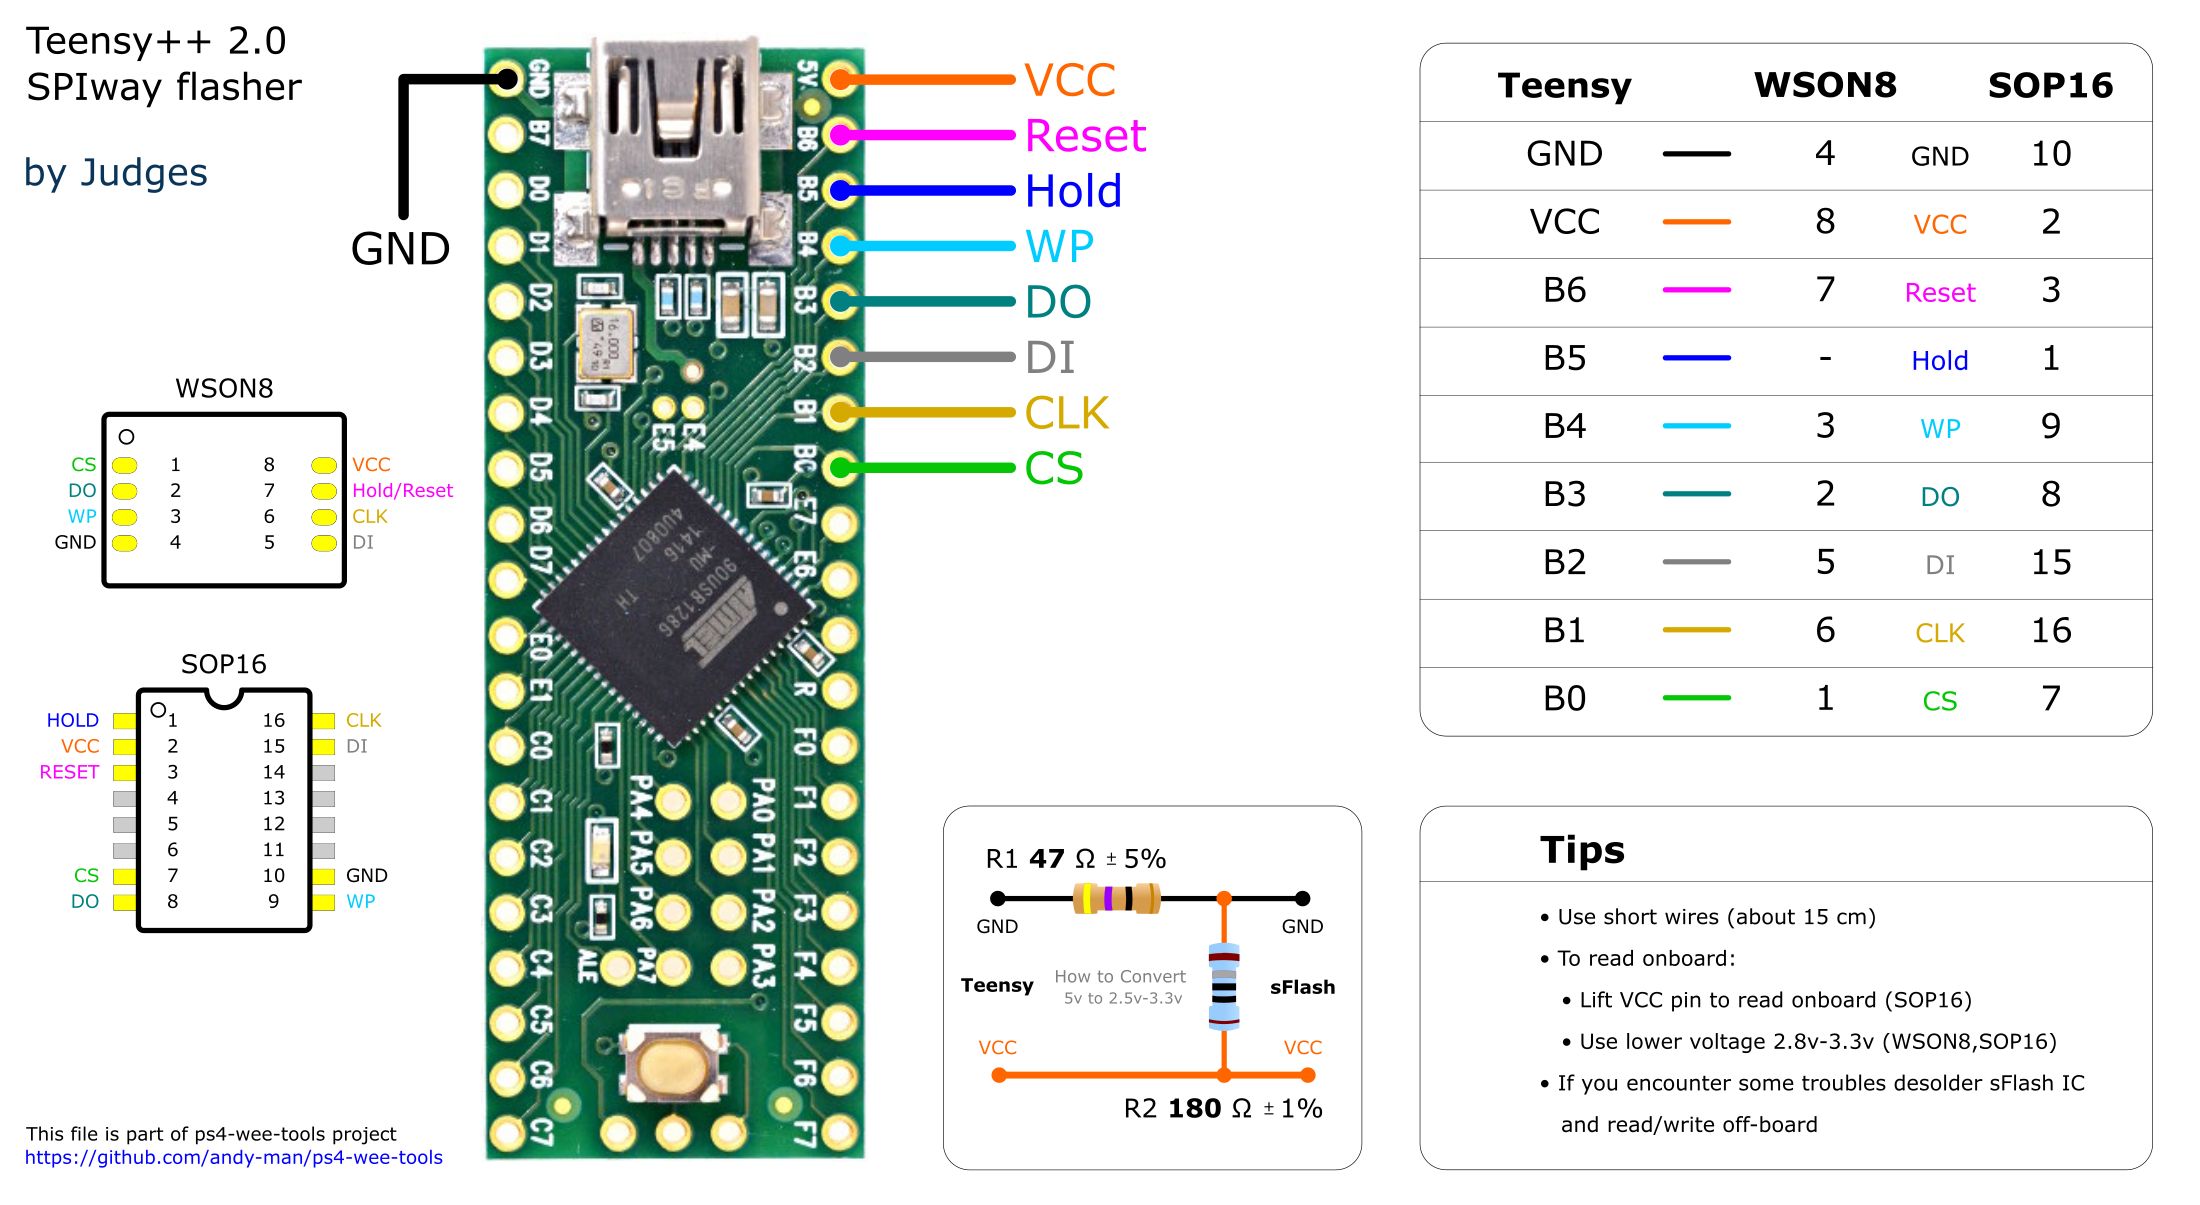 Teensy++ 2.0
SPIway flasher
by Judges
GND
VCC
Reset
Hold
WP
DO
DI
CLK
CS
GND
B7
D0
D1
D2
D3
D4
D5
D6
D7
E0
E1
C0
C1
C2
C3
C4
C5
C6
C7
5V
B6
B5
B4
B3
B2
B1
B0
E7
E6
R
F0
F1
F2
F3
F4
F5
F6
F7
E5 E4
16.000
AMEL
90USB1286
-MU TH
1416
4U0807
PA4 PA0
PA5 PA1
PA6 PA2
ALE PA7 PA3
WSON8
CS 1 8 VCC
DO 2 7 Hold/Reset
WP 3 6 CLK
GND 4 5 DI
SOP16
HOLD 1 16 CLK
VCC 2 15 DI
RESET 3 14
4 13
5 12
6 11
CS 7 10 GND
DO 8 9 WP
This file is part of ps4-wee-tools project
https://github.com/andy-man/ps4-wee-tools
Teensy WSON8 SOP16
GND 4 GND 10
VCC 8 VCC 2
B6 7 Reset 3
B5 - Hold 1
B4 3 WP 9
B3 2 DO 8
B2 5 DI 15
B1 6 CLK 16
B0 1 CS 7
R1 47 Ω ± 5%
GND GND
Teensy How to Convert sFlash
5v to 2.5v-3.3v
VCC VCC
R2 180 Ω ± 1%
Tips
• Use short wires (about 15 cm)
• To read onboard:
• Lift VCC pin to read onboard (SOP16)
• Use lower voltage 2.8v-3.3v (WSON8,SOP16)
• If you encounter some troubles desolder sFlash IC
and read/write off-board